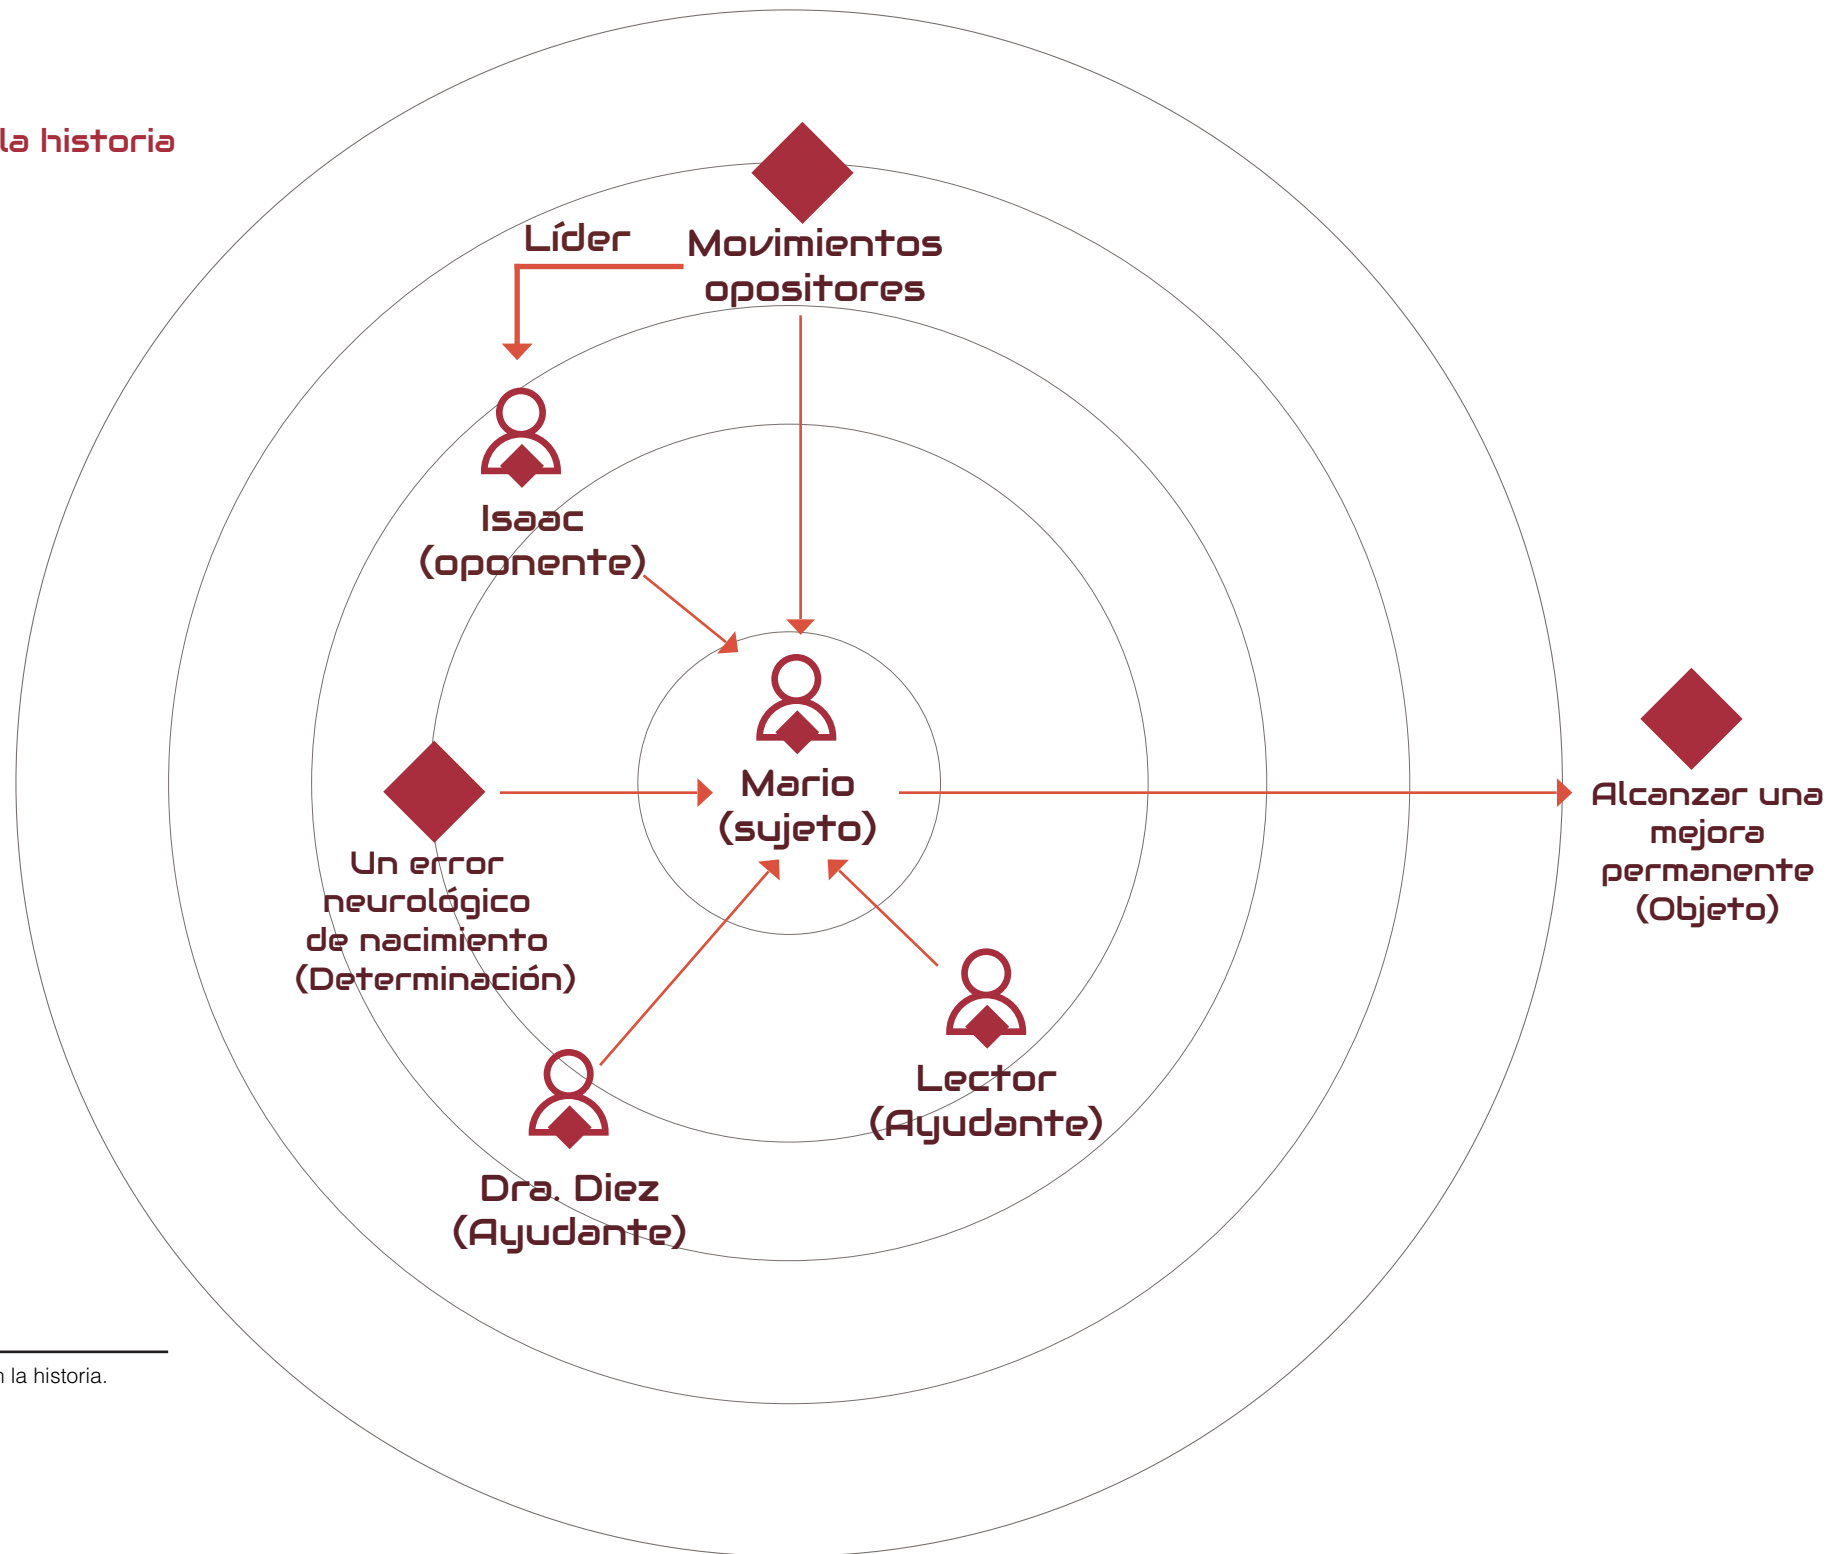 la historia
Líder
Movimientos
opositores
Isaac
(oponente)
Mario
(sujeto)
Alcanzar una
mejora
permanente
(Objeto)
Un error
neurológico
de nacimiento
(Determinación)
Lector
(Ayudante)
Dra. Diez
(Ayudante)
la historia.